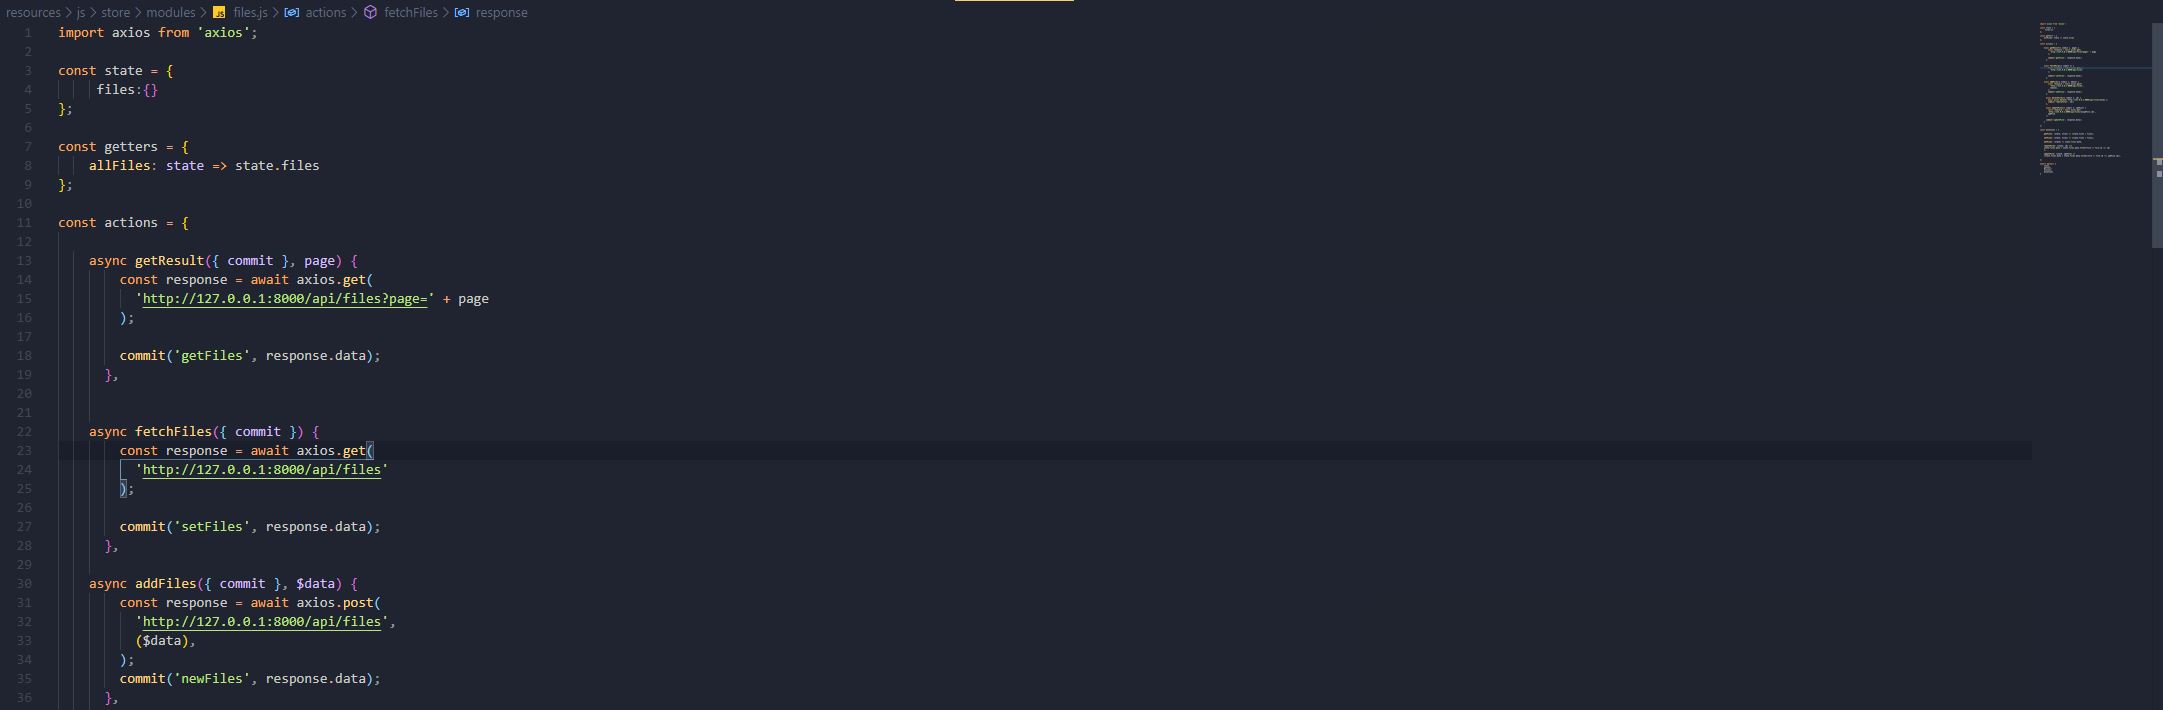 resources > js > store > modules > JS files.js > actions > fetchFiles > response
1 import axios from 'axios';
2
3 const state = {
4 files:{}
5 };
6
7 const getters = {
8 allFiles: state => state.files
9 };
10
11 const actions = {
12
13 async getResult({ commit }, page) {
14 const response = await axios.get(
15 'http://127.0.0.1:8000/api/files?page=' + page
16 );
17
18 commit('getFiles', response.data);
19 },
20
21
22 async fetchFiles({ commit }) {
23 const response = await axios.get(
24 'http://127.0.0.1:8000/api/files'
25 );
26
27 commit('setFiles', response.data);
28 },
29
30 async addFiles({ commit }, $data) {
31 const response = await axios.post(
32 'http://127.0.0.1:8000/api/files',
33 ($data),
34 );
35 commit('newFiles', response.data);
36 },